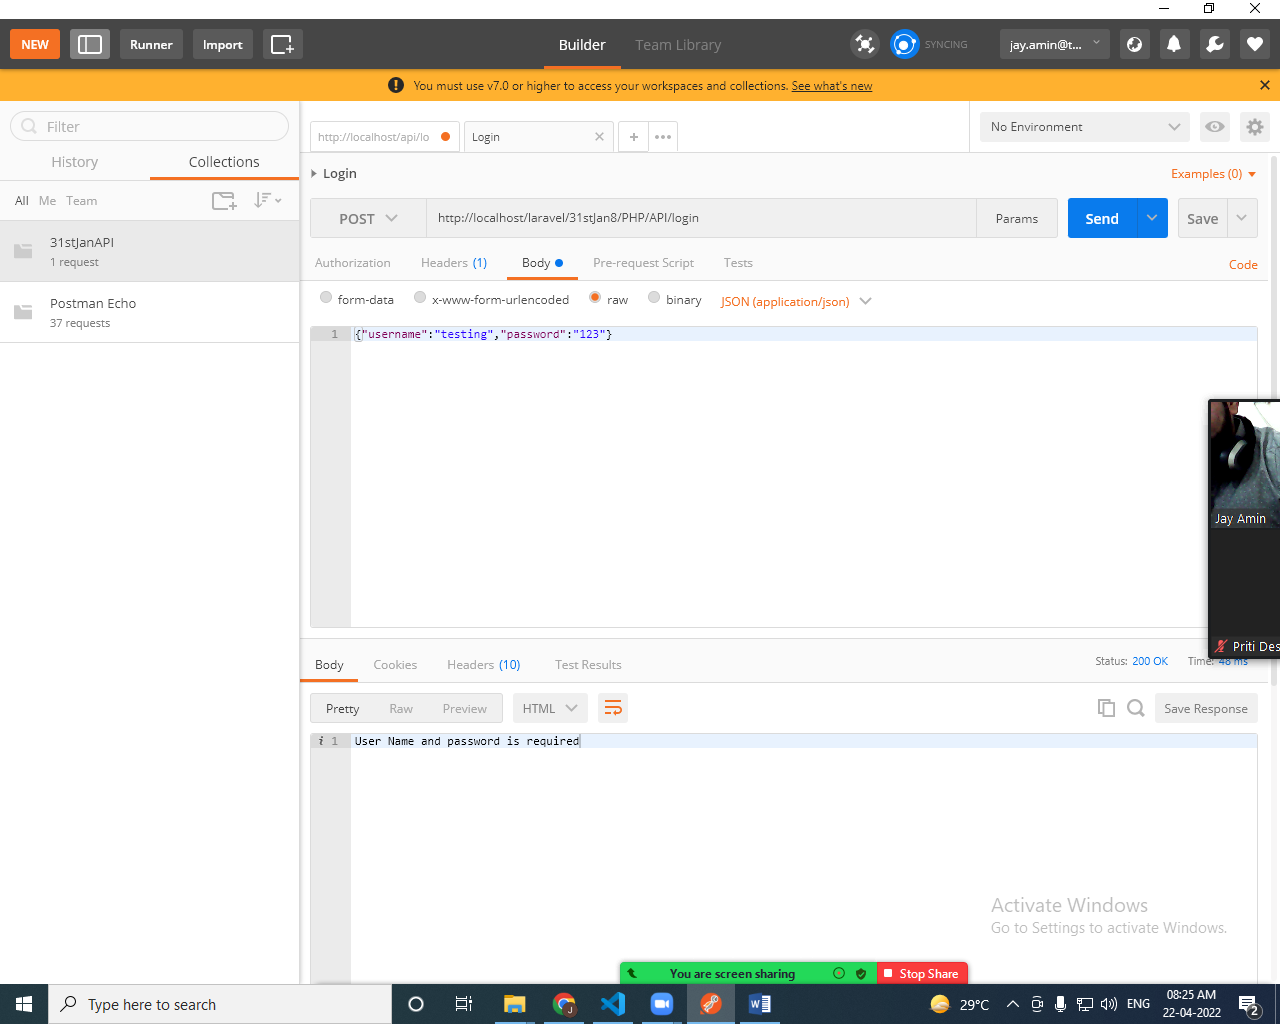 NEW
Runner
Import
Builder
Team Library
SYNCING
jay.amin@t...
You must use v7.0 or higher to access your workspaces and collections. See what's new
Filter
History
Collections
All Me Team
31stJanAPI
1 request
Postman Echo
37 requests
http://localhost/api/lo
Login
No Environment
Login
Examples (0)
POST
http://localhost/laravel/31stJan8/PHP/API/login
Params
Send
Save
Authorization
Headers (1)
Body
Pre-request Script
Tests
Code
form-data
x-www-form-urlencoded
raw
binary
JSON (application/json)
1 {"username":"testing","password":"123"}
Jay Amin
Priti Des
Body
Cookies
Headers (10)
Test Results
Status: 200 OK
Time: 48 ms
Pretty
Raw
Preview
HTML
Save Response
i 1 User Name and password is required
Activate Windows
Go to Settings to activate Windows.
You are screen sharing
Stop Share
Type here to search
29°C
ENG
08:25 AM
22-04-2022
2